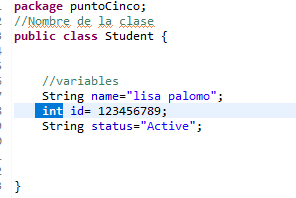 package puntoCinco;
//Nombre de la clase
public class Student {
//variables
String name="lisa palomo";
int id= 123456789;
String status="Active";
}